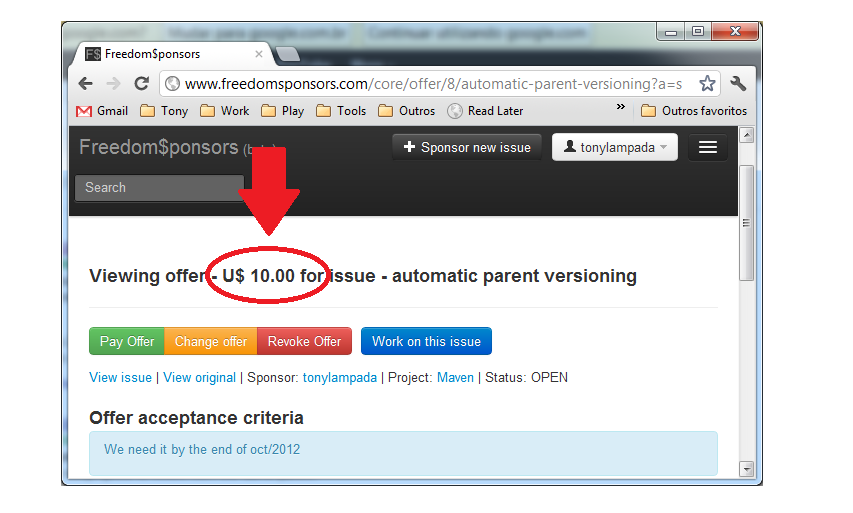 Freedom$ponsors
www.freedomsponsors.com/core/offer/8/automatic-parent-versioning?a=s
Gmail Tony Work Play Tools Outros Read Later » Outros favoritos
Freedom$ponsors
Sponsor new issue
tonylampada
Search
Viewing offer - U$ 10.00 for issue - automatic parent versioning
Pay Offer Change offer Revoke Offer Work on this issue
View issue | View original | Sponsor: tonylampada | Project: Maven | Status: OPEN
Offer acceptance criteria
We need it by the end of oct/2012